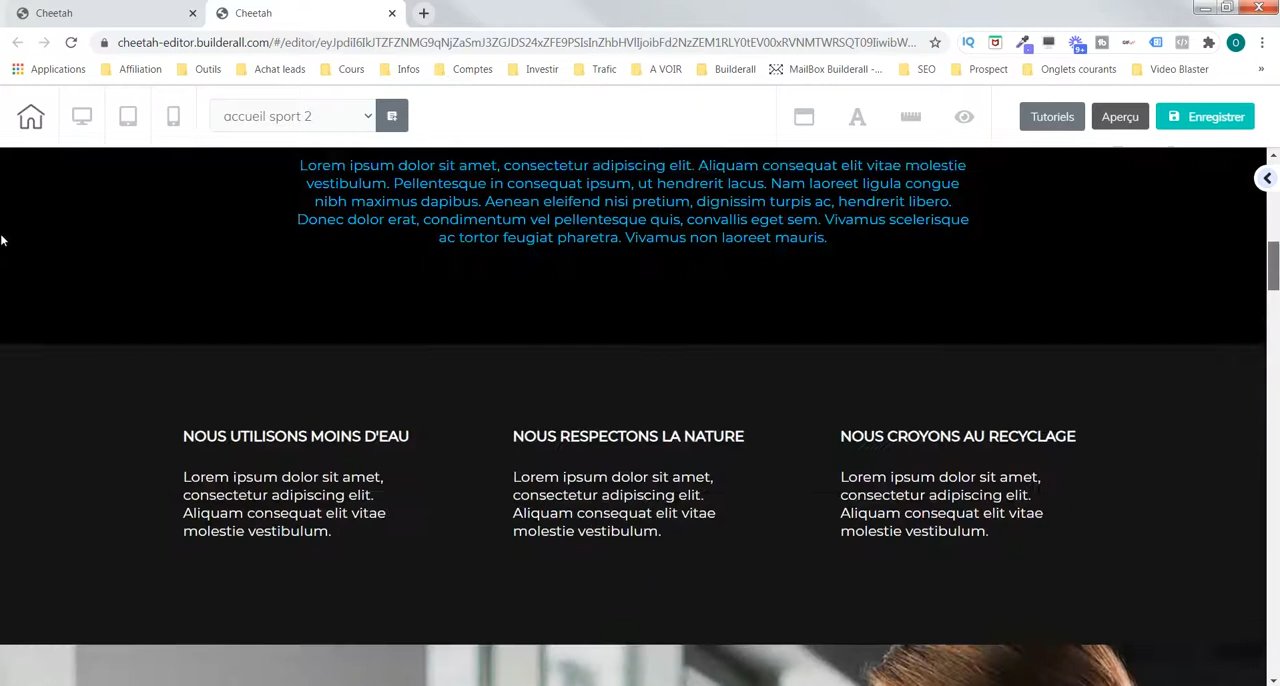 Cheetah
Cheetah
cheetah-editor.builderall.com/#/editor/
Applications Affiliation Outils Achat leads Cours Infos Comptes Investir Trafic A VOIR Builderall MailBox Builderall -... SEO Prospect Onglets courants Video Blaster »
accueil sport 2 Tutoriels Aperçu Enregistrer
Lorem ipsum dolor sit amet, consectetur adipiscing elit. Aliquam consequat elit vitae molestie
vestibulum. Pellentesque in consequat ipsum, ut hendrerit lacus. Nam laoreet ligula congue
nibh maximus dapibus. Aenean eleifend nisi pretium, dignissim turpis ac, hendrerit libero.
Donec dolor erat, condimentum vel pellentesque quis, convallis eget sem. Vivamus scelerisque
ac tortor feugiat pharetra. Vivamus non laoreet mauris.
NOUS UTILISONS MOINS D'EAU
Lorem ipsum dolor sit amet,
consectetur adipiscing elit.
Aliquam consequat elit vitae
molestie vestibulum.
NOUS RESPECTONS LA NATURE
Lorem ipsum dolor sit amet,
consectetur adipiscing elit.
Aliquam consequat elit vitae
molestie vestibulum.
NOUS CROYONS AU RECYCLAGE
Lorem ipsum dolor sit amet,
consectetur adipiscing elit.
Aliquam consequat elit vitae
molestie vestibulum.